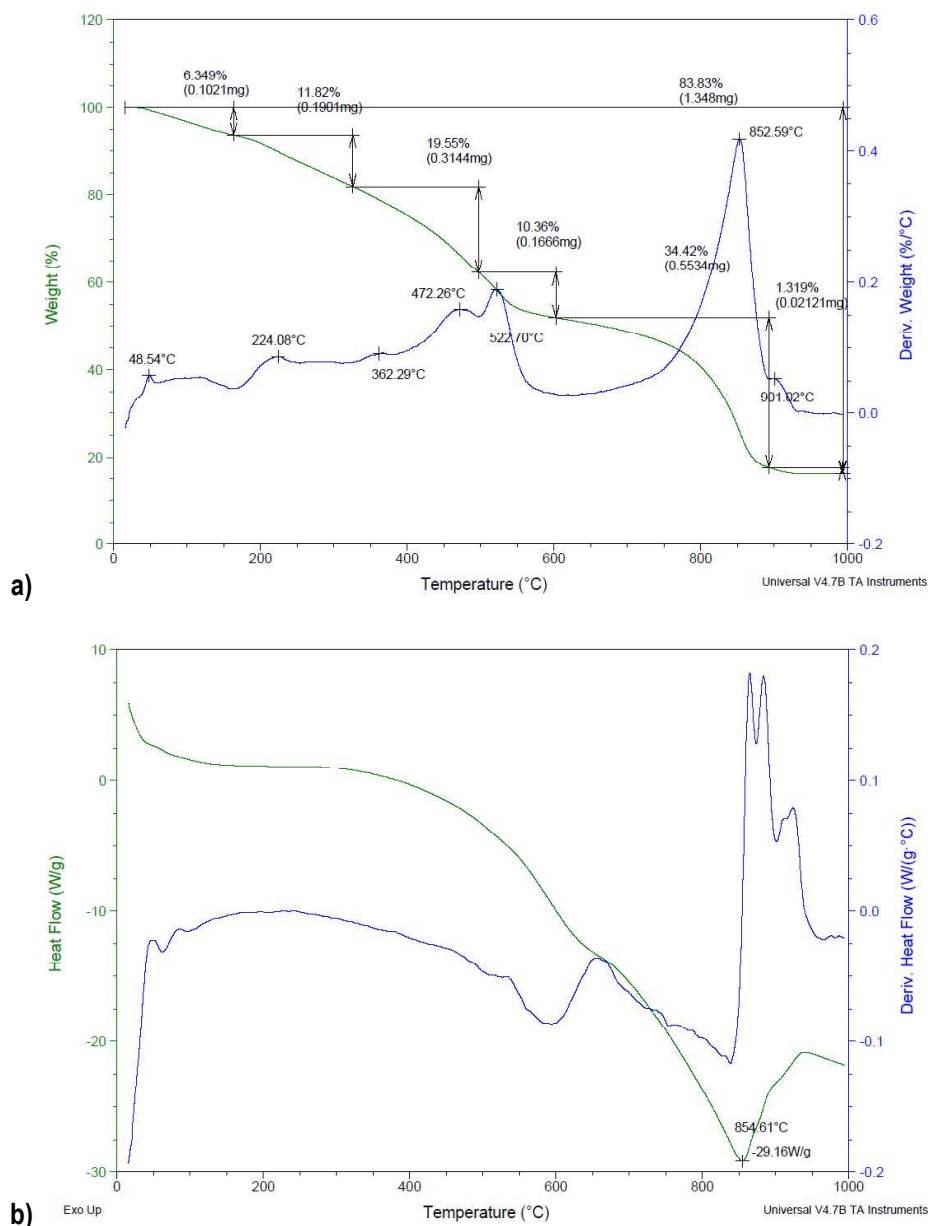 120
0.6
6.349%
(0.1021mg)
11.82%
(0.1901mg)
83.83%
(1.348mg)
100
852.59°C
19.55%
(0.3144mg)
0.4
80
10.36%
(0.1666mg)
34.42%
(0.5534mg)
Weight (%)
60
0.2
Deriv. Weight (%/°C)
1.319%
(0.02121mg)
472.26°C
224.08°C
522.70°C
48.54°C
362.29°C
40
901.02°C
0.0
20
0
-0.2
0
200
400
600
800
1000
a)
Temperature (°C)
Universal V4.7B TA Instruments
10
0.2
0
0.1
Heat Flow (W/g)
-10
0.0
Deriv. Heat Flow (W/(g·°C))
-20
-0.1
854.61°C
-29.16W/g
-30
-0.2
0
200
400
600
800
1000
b)
Exo Up
Temperature (°C)
Universal V4.7B TA Instruments